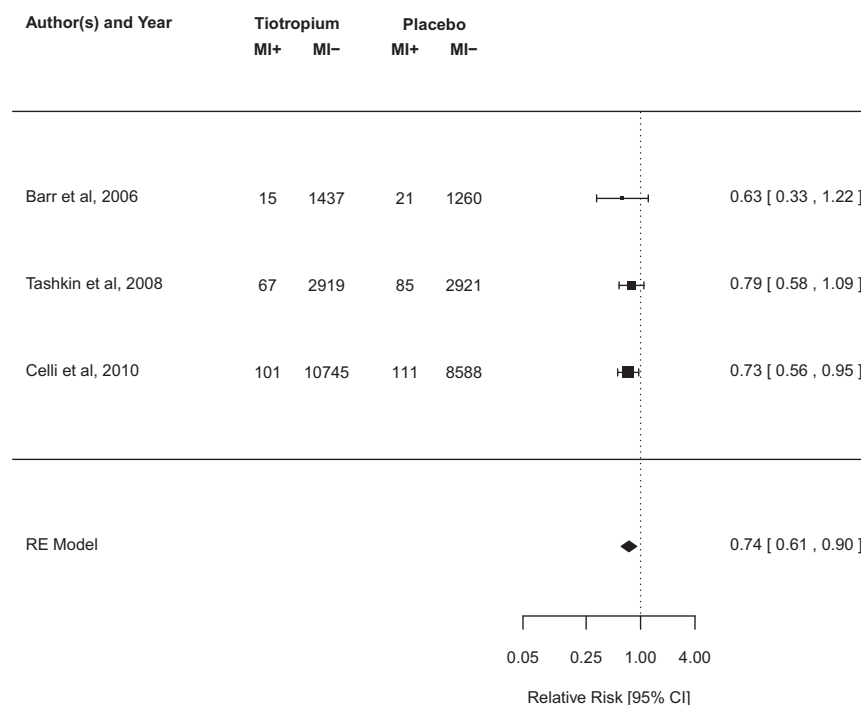 Author(s) and Year Tiotropium Placebo
MI+ MI− MI+ MI−
Barr et al, 2006 15 1437 21 1260 0.63 [ 0.33 , 1.22 ]
Tashkin et al, 2008 67 2919 85 2921 0.79 [ 0.58 , 1.09 ]
Celli et al, 2010 101 10745 111 8588 0.73 [ 0.56 , 0.95 ]
RE Model 0.74 [ 0.61 , 0.90 ]
0.05 0.25 1.00 4.00
Relative Risk [95% CI]